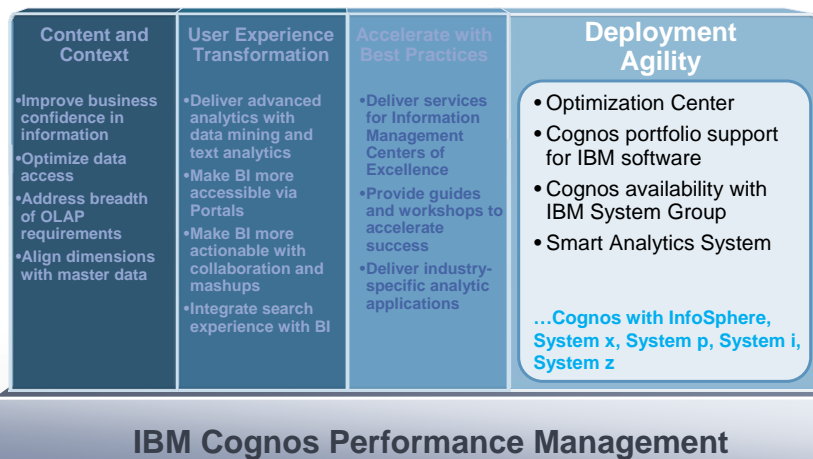 Content and
Context
•Improve business
confidence in
information
•Optimize data
access
•Address breadth
of OLAP
requirements
•Align dimensions
with master data
User Experience
Transformation
•Deliver advanced
analytics with
data mining and
text analytics
•Make BI more
accessible via
Portals
•Make BI more
actionable with
collaboration and
mashups
•Integrate search
experience with BI
Accelerate with
Best Practices
•Deliver services
for Information
Management
Centers of
Excellence
•Provide guides
and workshops to
accelerate
success
•Deliver industry-
specific analytic
applications
Deployment
Agility
• Optimization Center
• Cognos portfolio support
for IBM software
• Cognos availability with
IBM System Group
• Smart Analytics System
…Cognos with InfoSphere,
System x, System p, System i,
System z
IBM Cognos Performance Management